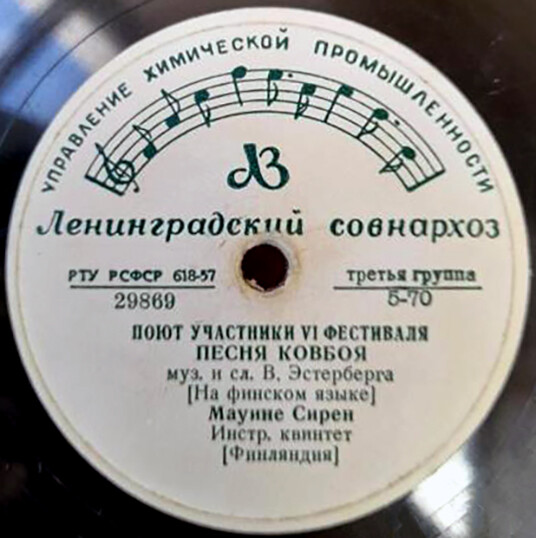 УПРАВЛЕНИЕ ХИМИЧЕСКОЙ ПРОМЫШЛЕННОСТИ
ЛЗ
Ленинградский совнархоз
РТУ РСФСР 618-57
29869
третья группа
5-70
ПОЮТ УЧАСТНИКИ VI ФЕСТИВАЛЯ
ПЕСНЯ КОВБОЯ
муз. и сл. В. Эстерберга
[На финском языке]
Мауние Сирен
Инстр. квинтет
[Финляндия]